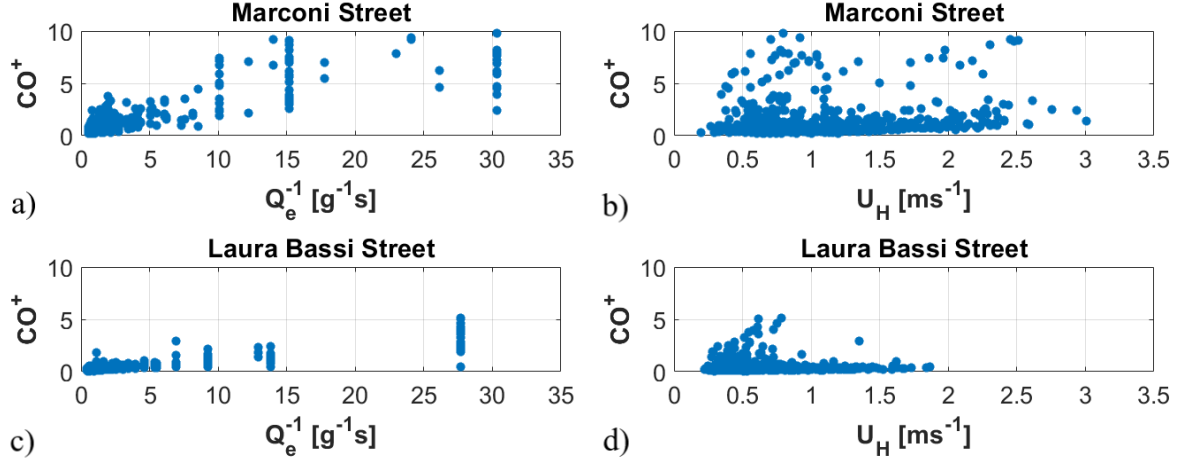 Marconi Street
CO⁺
10
5
0
0 5 10 15 20 25 30 35
Qₑ⁻¹ [g⁻¹s]
a)
Marconi Street
CO⁺
10
5
0
0 0.5 1 1.5 2 2.5 3 3.5
U_H [ms⁻¹]
b)
Laura Bassi Street
CO⁺
10
5
0
0 5 10 15 20 25 30 35
Qₑ⁻¹ [g⁻¹s]
c)
Laura Bassi Street
CO⁺
10
5
0
0 0.5 1 1.5 2 2.5 3 3.5
U_H [ms⁻¹]
d)